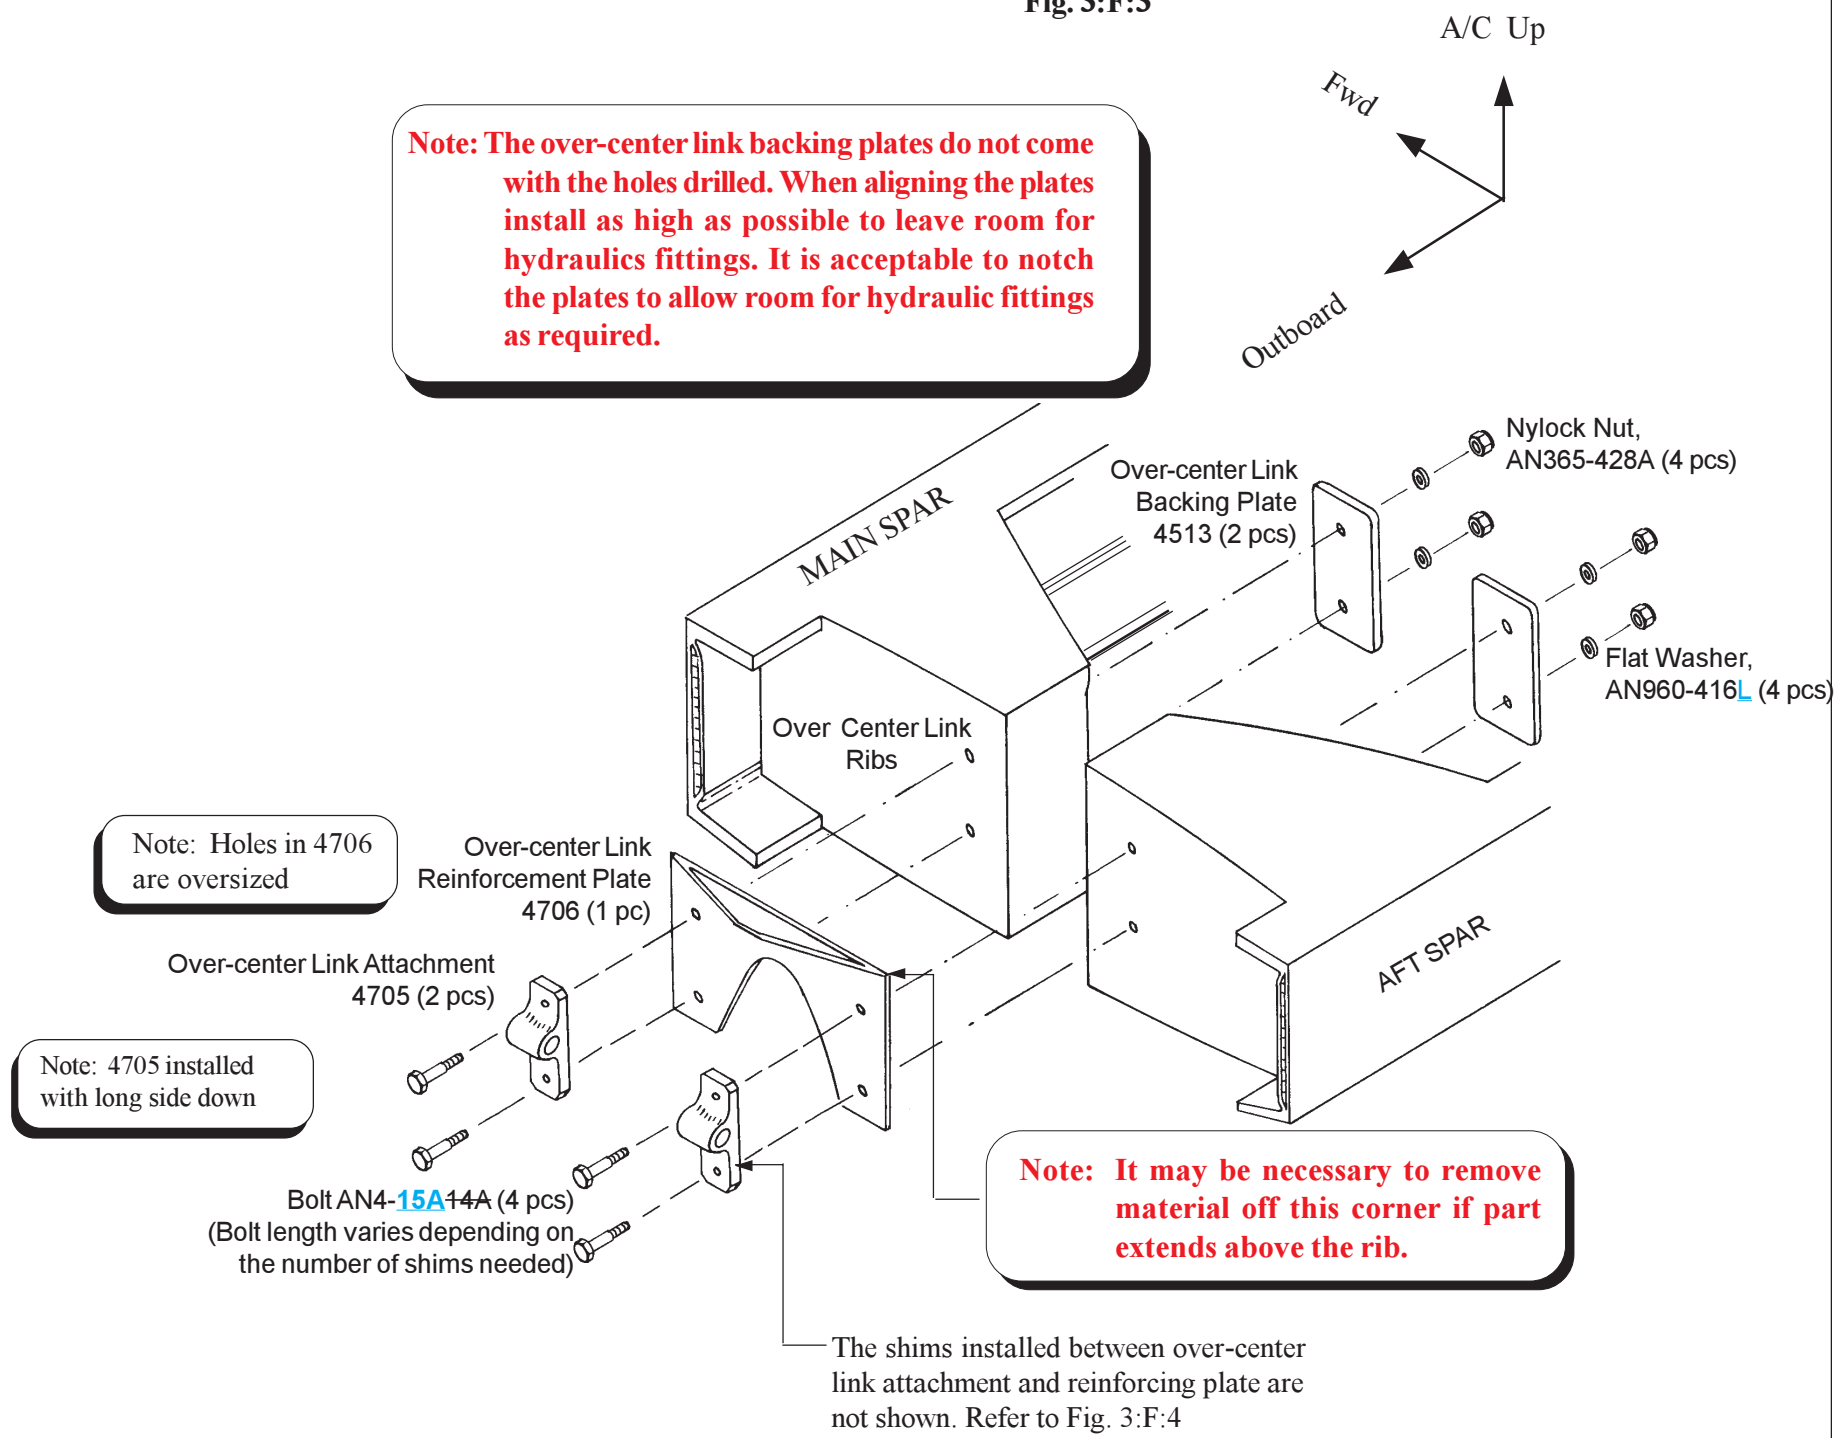 Fig. 3:F:3
A/C Up
Fwd
Outboard
Note: The over-center link backing plates do not come
with the holes drilled. When aligning the plates
install as high as possible to leave room for
hydraulics fittings. It is acceptable to notch
the plates to allow room for hydraulic fittings
as required.
Nylock Nut,
AN365-428A (4 pcs)
Over-center Link
Backing Plate
4513 (2 pcs)
MAIN SPAR
Flat Washer,
AN960-416L (4 pcs)
Over Center Link
Ribs
Note: Holes in 4706
are oversized
Over-center Link
Reinforcement Plate
4706 (1 pc)
AFT SPAR
Over-center Link Attachment
4705 (2 pcs)
Note: 4705 installed
with long side down
Bolt AN4-15A14A (4 pcs)
(Bolt length varies depending on
the number of shims needed)
Note: It may be necessary to remove
material off this corner if part
extends above the rib.
The shims installed between over-center
link attachment and reinforcing plate are
not shown. Refer to Fig. 3:F:4